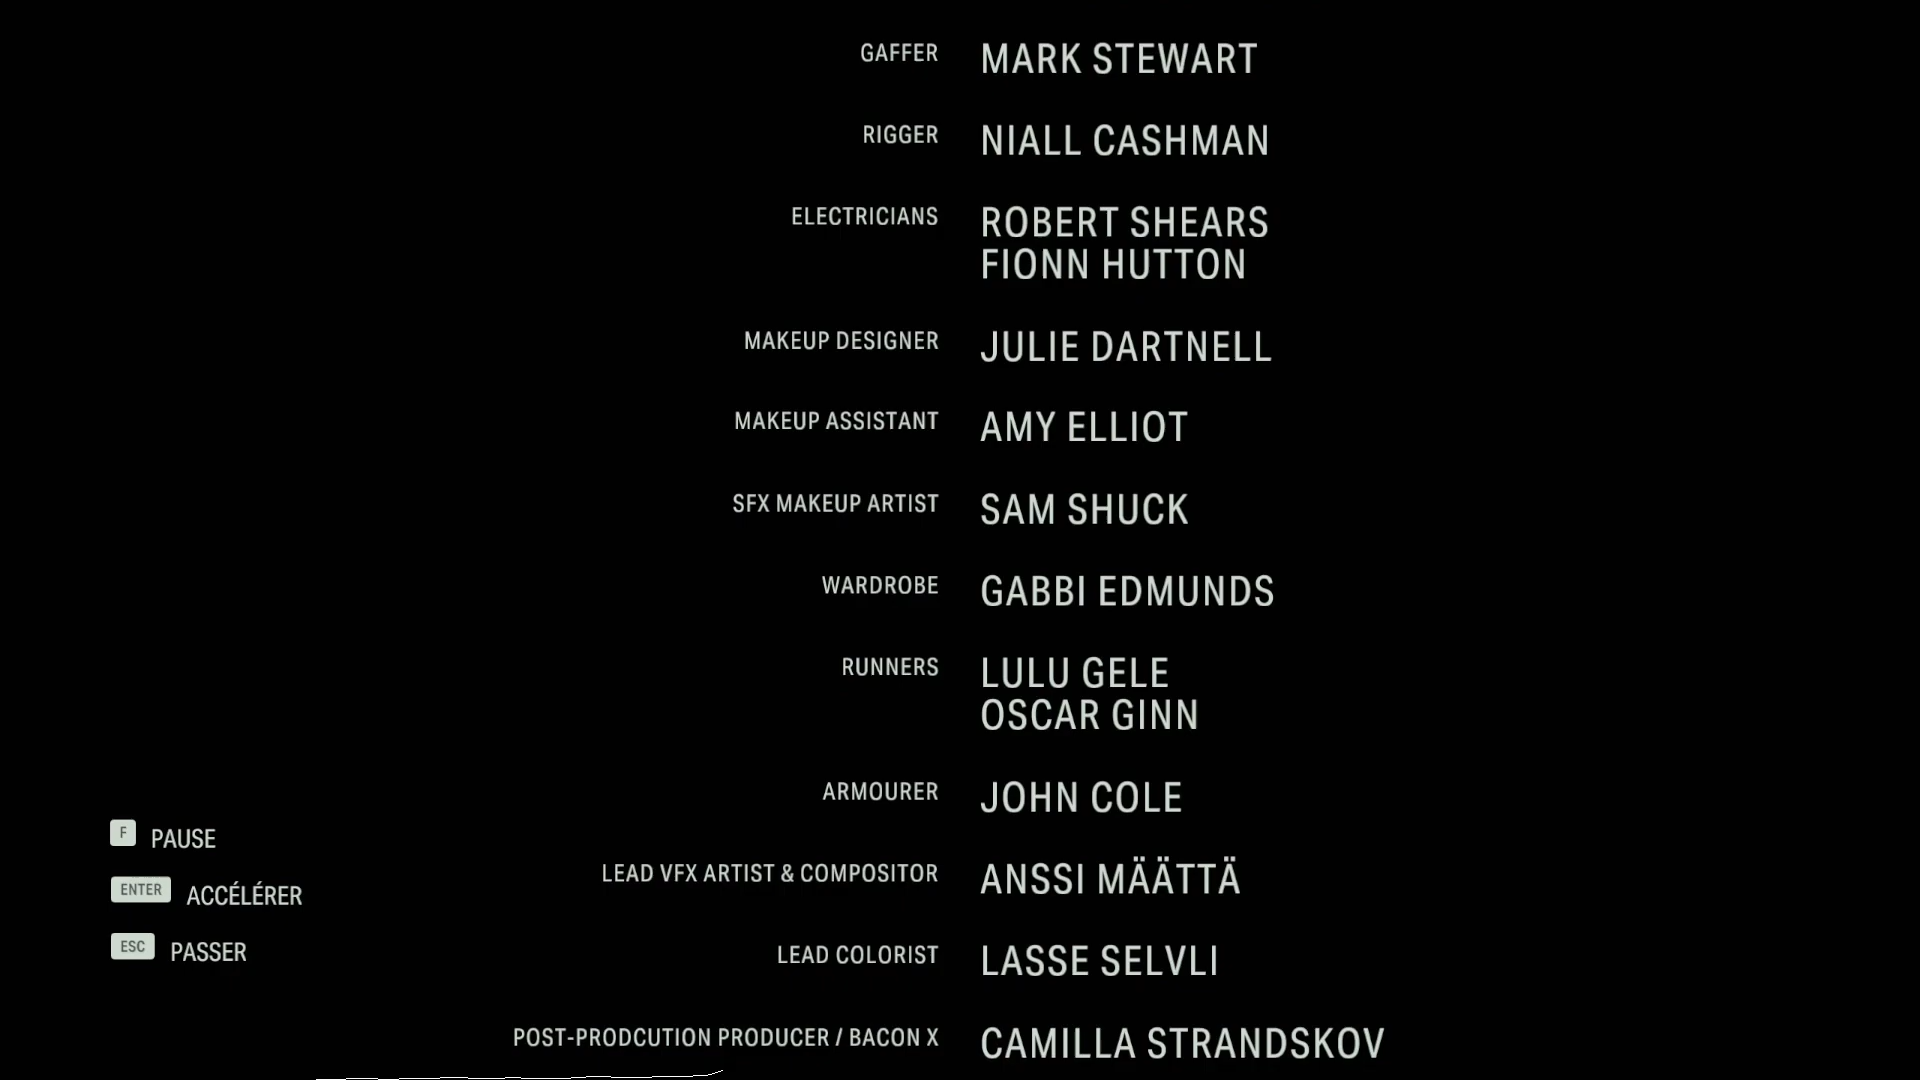 GAFFER MARK STEWART
RIGGER NIALL CASHMAN
ELECTRICIANS ROBERT SHEARS
FIONN HUTTON
MAKEUP DESIGNER JULIE DARTNELL
MAKEUP ASSISTANT AMY ELLIOT
SFX MAKEUP ARTIST SAM SHUCK
WARDROBE GABBI EDMUNDS
RUNNERS LULU GELE
OSCAR GINN
ARMOURER JOHN COLE
LEAD VFX ARTIST & COMPOSITOR ANSSI MÄÄTTÄ
LEAD COLORIST LASSE SELVLI
POST-PRODCUTION PRODUCER / BACON X CAMILLA STRANDSKOV
F PAUSE
ENTER ACCÉLÉRER
ESC PASSER